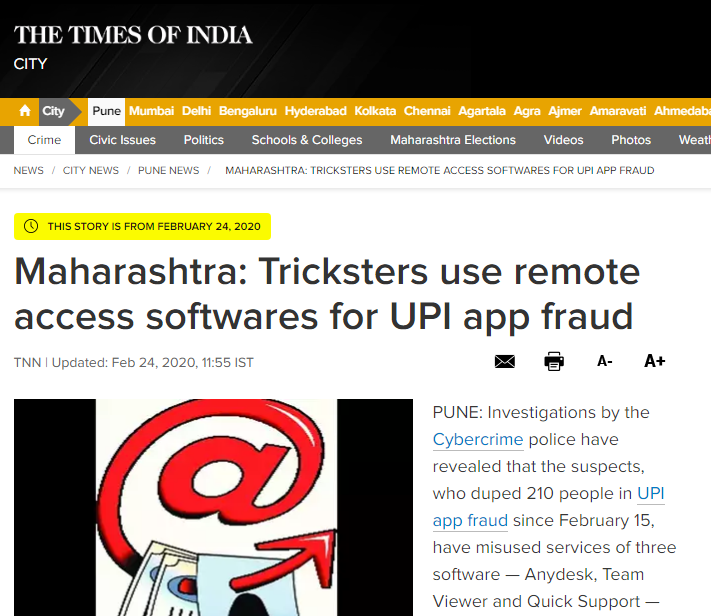 THE TIMES OF INDIA
CITY
City Pune Mumbai Delhi Bengaluru Hyderabad Kolkata Chennai Agartala Agra Ajmer Amaravati Ahmedaba
Crime Civic Issues Politics Schools & Colleges Maharashtra Elections Videos Photos Weath
NEWS / CITY NEWS / PUNE NEWS / MAHARASHTRA: TRICKSTERS USE REMOTE ACCESS SOFTWARES FOR UPI APP FRAUD
THIS STORY IS FROM FEBRUARY 24, 2020
Maharashtra: Tricksters use remote
access softwares for UPI app fraud
TNN | Updated: Feb 24, 2020, 11:55 IST
A- A+
@
PUNE: Investigations by the
Cybercrime police have
revealed that the suspects,
who duped 210 people in UPI
app fraud since February 15,
have misused services of three
software — Anydesk, Team
Viewer and Quick Support —